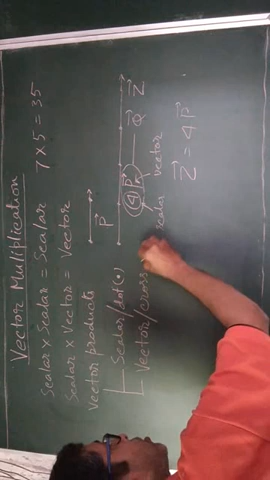 Vector Multiplication
Scalar × Scalar = Scalar 7 × 5 = 35
Scalar × Vector = Vector
Vector products P⃗
Scalar/dot(•) 4P⃗ Q⃗ Z⃗
Vector/cross scalar vector
Z⃗ = 4P⃗